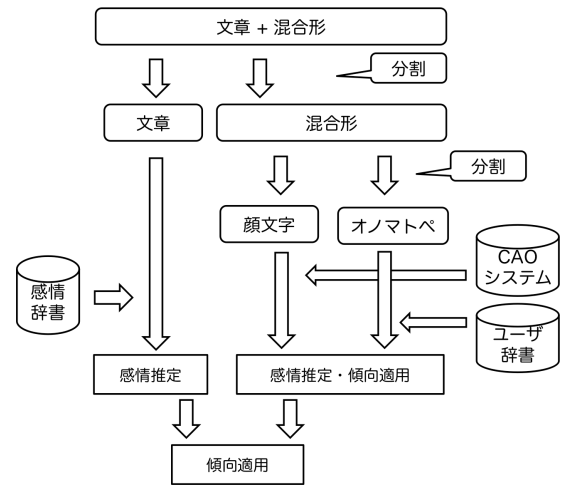 文章 + 混合形
分割
文章
混合形
分割
顔文字
オノマトペ
CAO
システム
感情
辞書
ユーザ
辞書
感情推定
感情推定・傾向適用
傾向適用